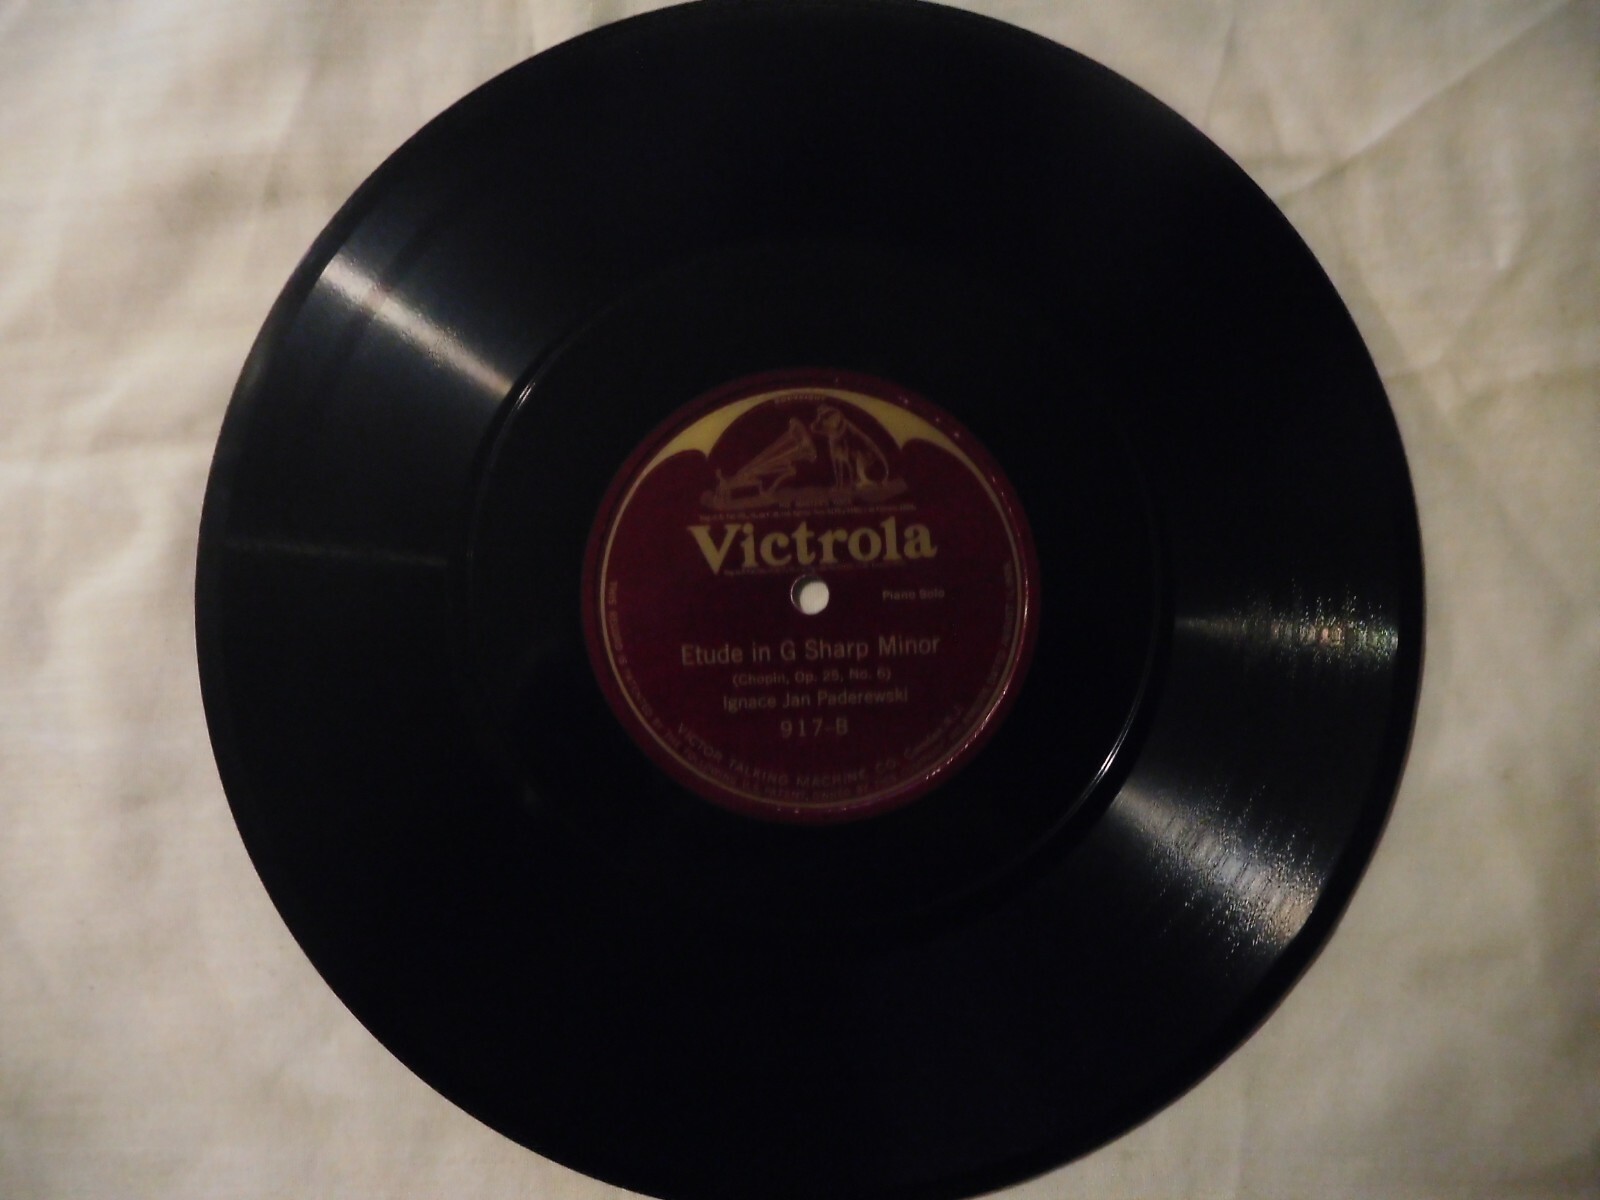 Victrola
Piano Solo
Etude in G Sharp Minor
(Chopin, Op. 25, No. 6)
Ignace Jan Paderewski
917-B
VICTOR TALKING MACHINE CO. Camden N.J.